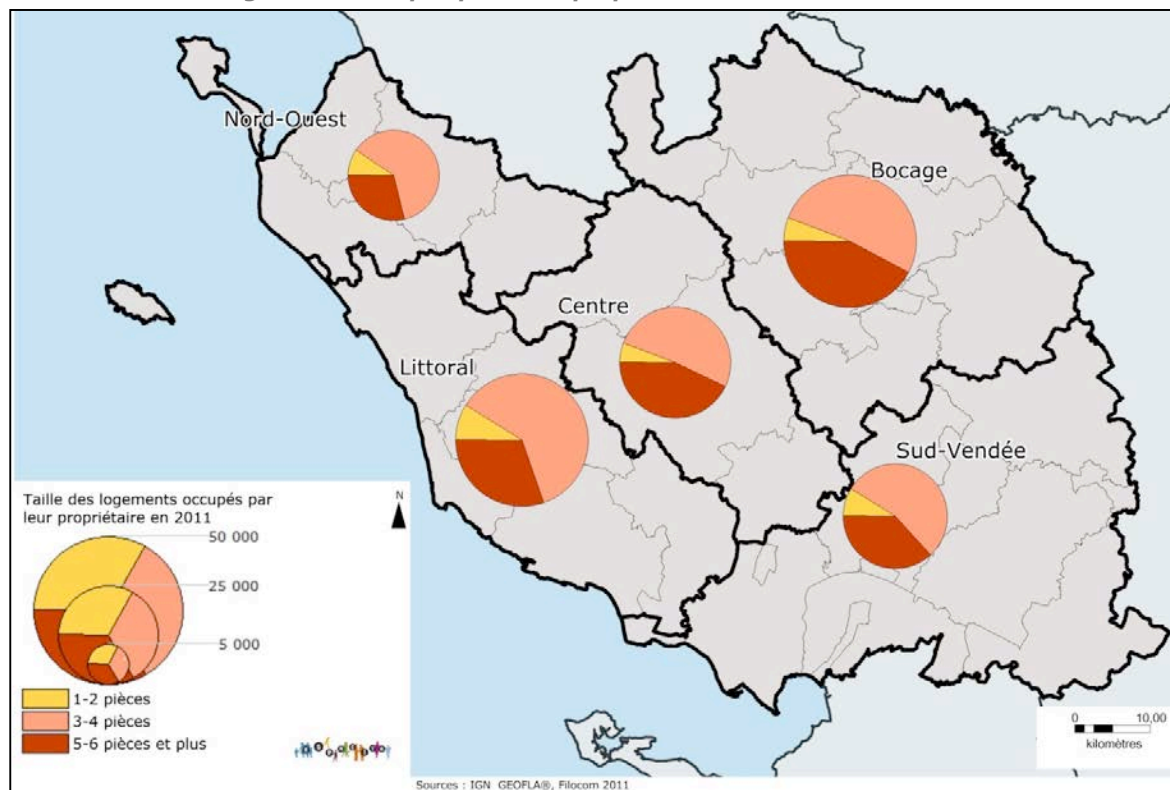 Nord-Ouest
Bocage
Centre
Littoral
Sud-Vendée
Taille des logements occupés par
leur propriétaire en 2011
N
50 000
25 000
5 000
1-2 pièces
3-4 pièces
5-6 pièces et plus
0 10,00
kilomètres
Sources : IGN GEOFLA®, Filocom 2011